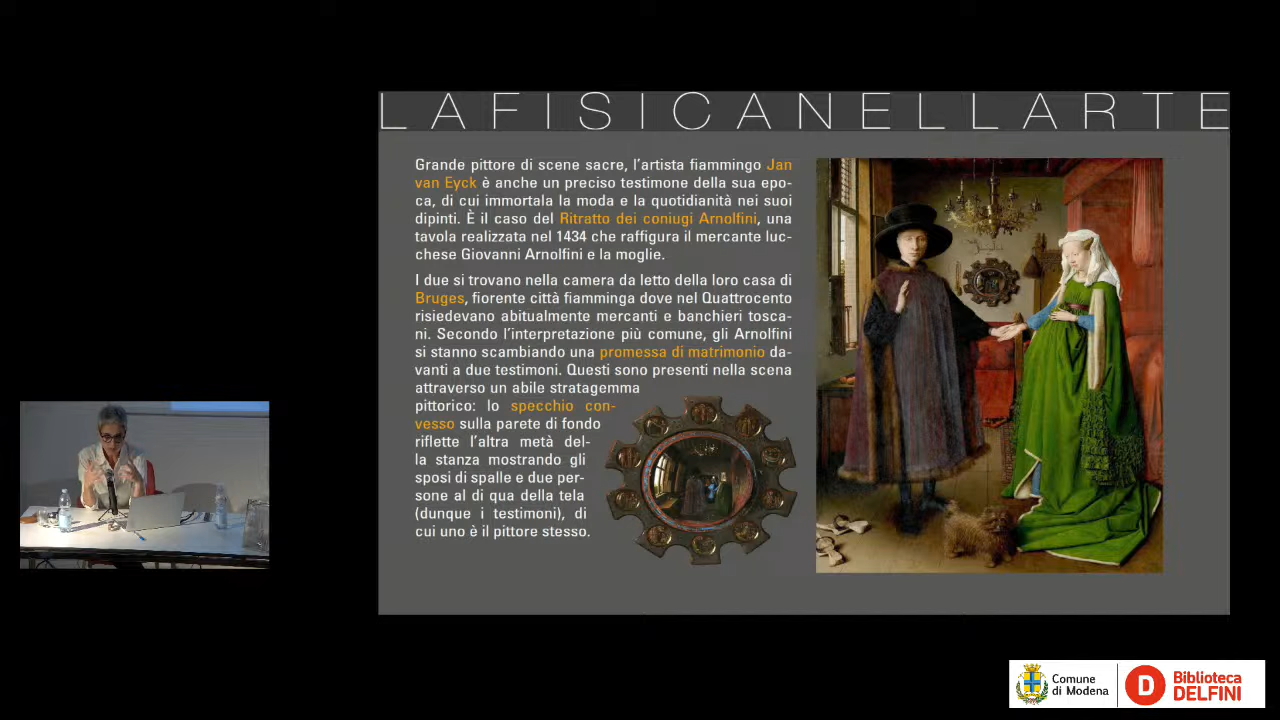 LAFISICANELLARTE
Grande pittore di scene sacre, l'artista fiammingo Jan
van Eyck è anche un preciso testimone della sua epo-
ca, di cui immortala la moda e la quotidianità nei suoi
dipinti. È il caso del Ritratto dei coniugi Arnolfini, una
tavola realizzata nel 1434 che raffigura il mercante luc-
chese Giovanni Arnolfini e la moglie.
I due si trovano nella camera da letto della loro casa di
Bruges, fiorente città fiamminga dove nel Quattrocento
risiedevano abitualmente mercanti e banchieri tosca-
ni. Secondo l'interpretazione più comune, gli Arnolfini
si stanno scambiando una promessa di matrimonio da-
vanti a due testimoni. Questi sono presenti nella scena
attraverso un abile stratagemma
pittorico: lo specchio con-
vesso sulla parete di fondo
riflette l'altra metà del-
la stanza mostrando gli
sposi di spalle e due per-
sone al di qua della tela
(dunque i testimoni), di
cui uno è il pittore stesso.
Comune
di Modena
D
Biblioteca
DELFINI